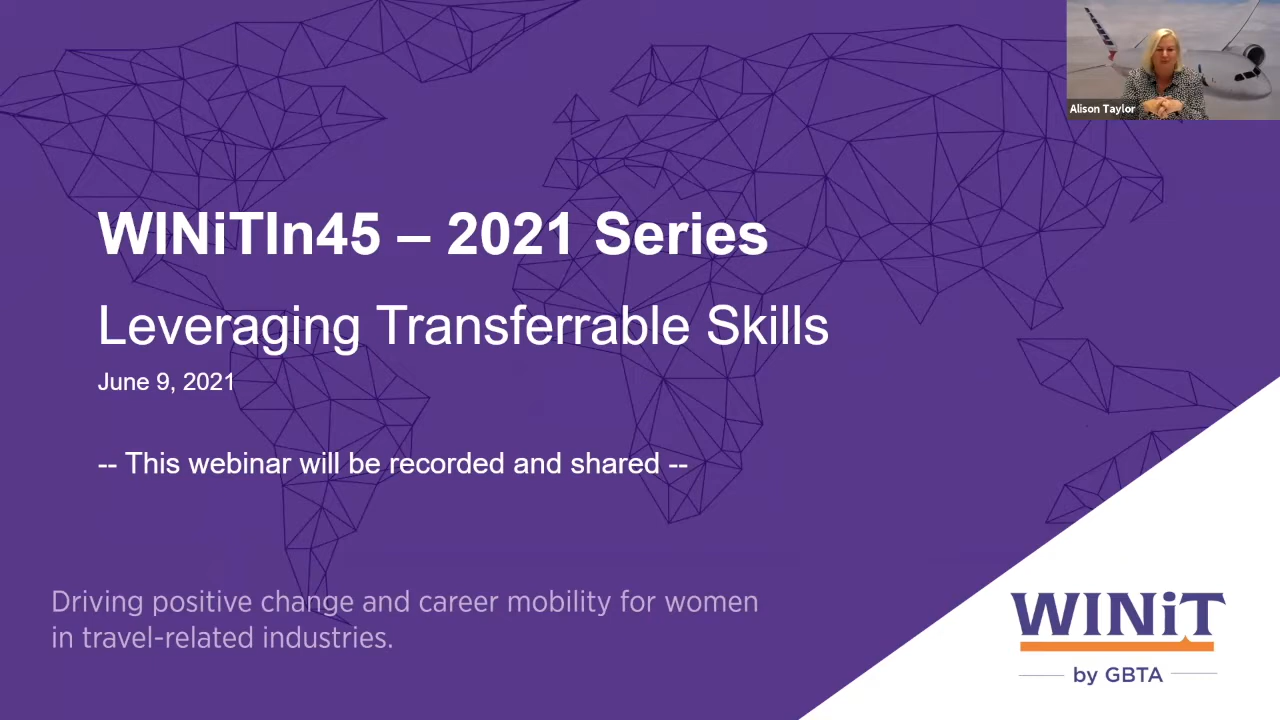 Alison Taylor
WINiTIn45 – 2021 Series
Leveraging Transferrable Skills
June 9, 2021
-- This webinar will be recorded and shared --
Driving positive change and career mobility for women
in travel-related industries.
WINiT
by GBTA